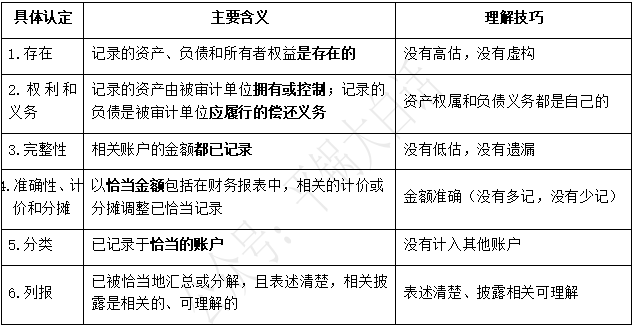 具体认定 主要含义 理解技巧
1.存在 记录的资产、负债和所有者权益是存在的 没有高估，没有虚构
2.权利和
义务
记录的资产由被审计单位拥有或控制；记录的
负债是被审计单位应履行的偿还义务
资产权属和负债义务都是自己的
3.完整性 相关账户的金额都已记录 没有低估，没有遗漏
4.准确性、计
价和分摊
以恰当金额包括在财务报表中，相关的计价或
分摊调整已恰当记录
金额准确（没有多记，没有少记）
5.分类 已记录于恰当的账户 没有计入其他账户
6.列报
已被恰当地汇总或分解，且表述清楚，相关披
露是相关的、可理解的
表述清楚、披露相关可理解
公众号：平锅大白话